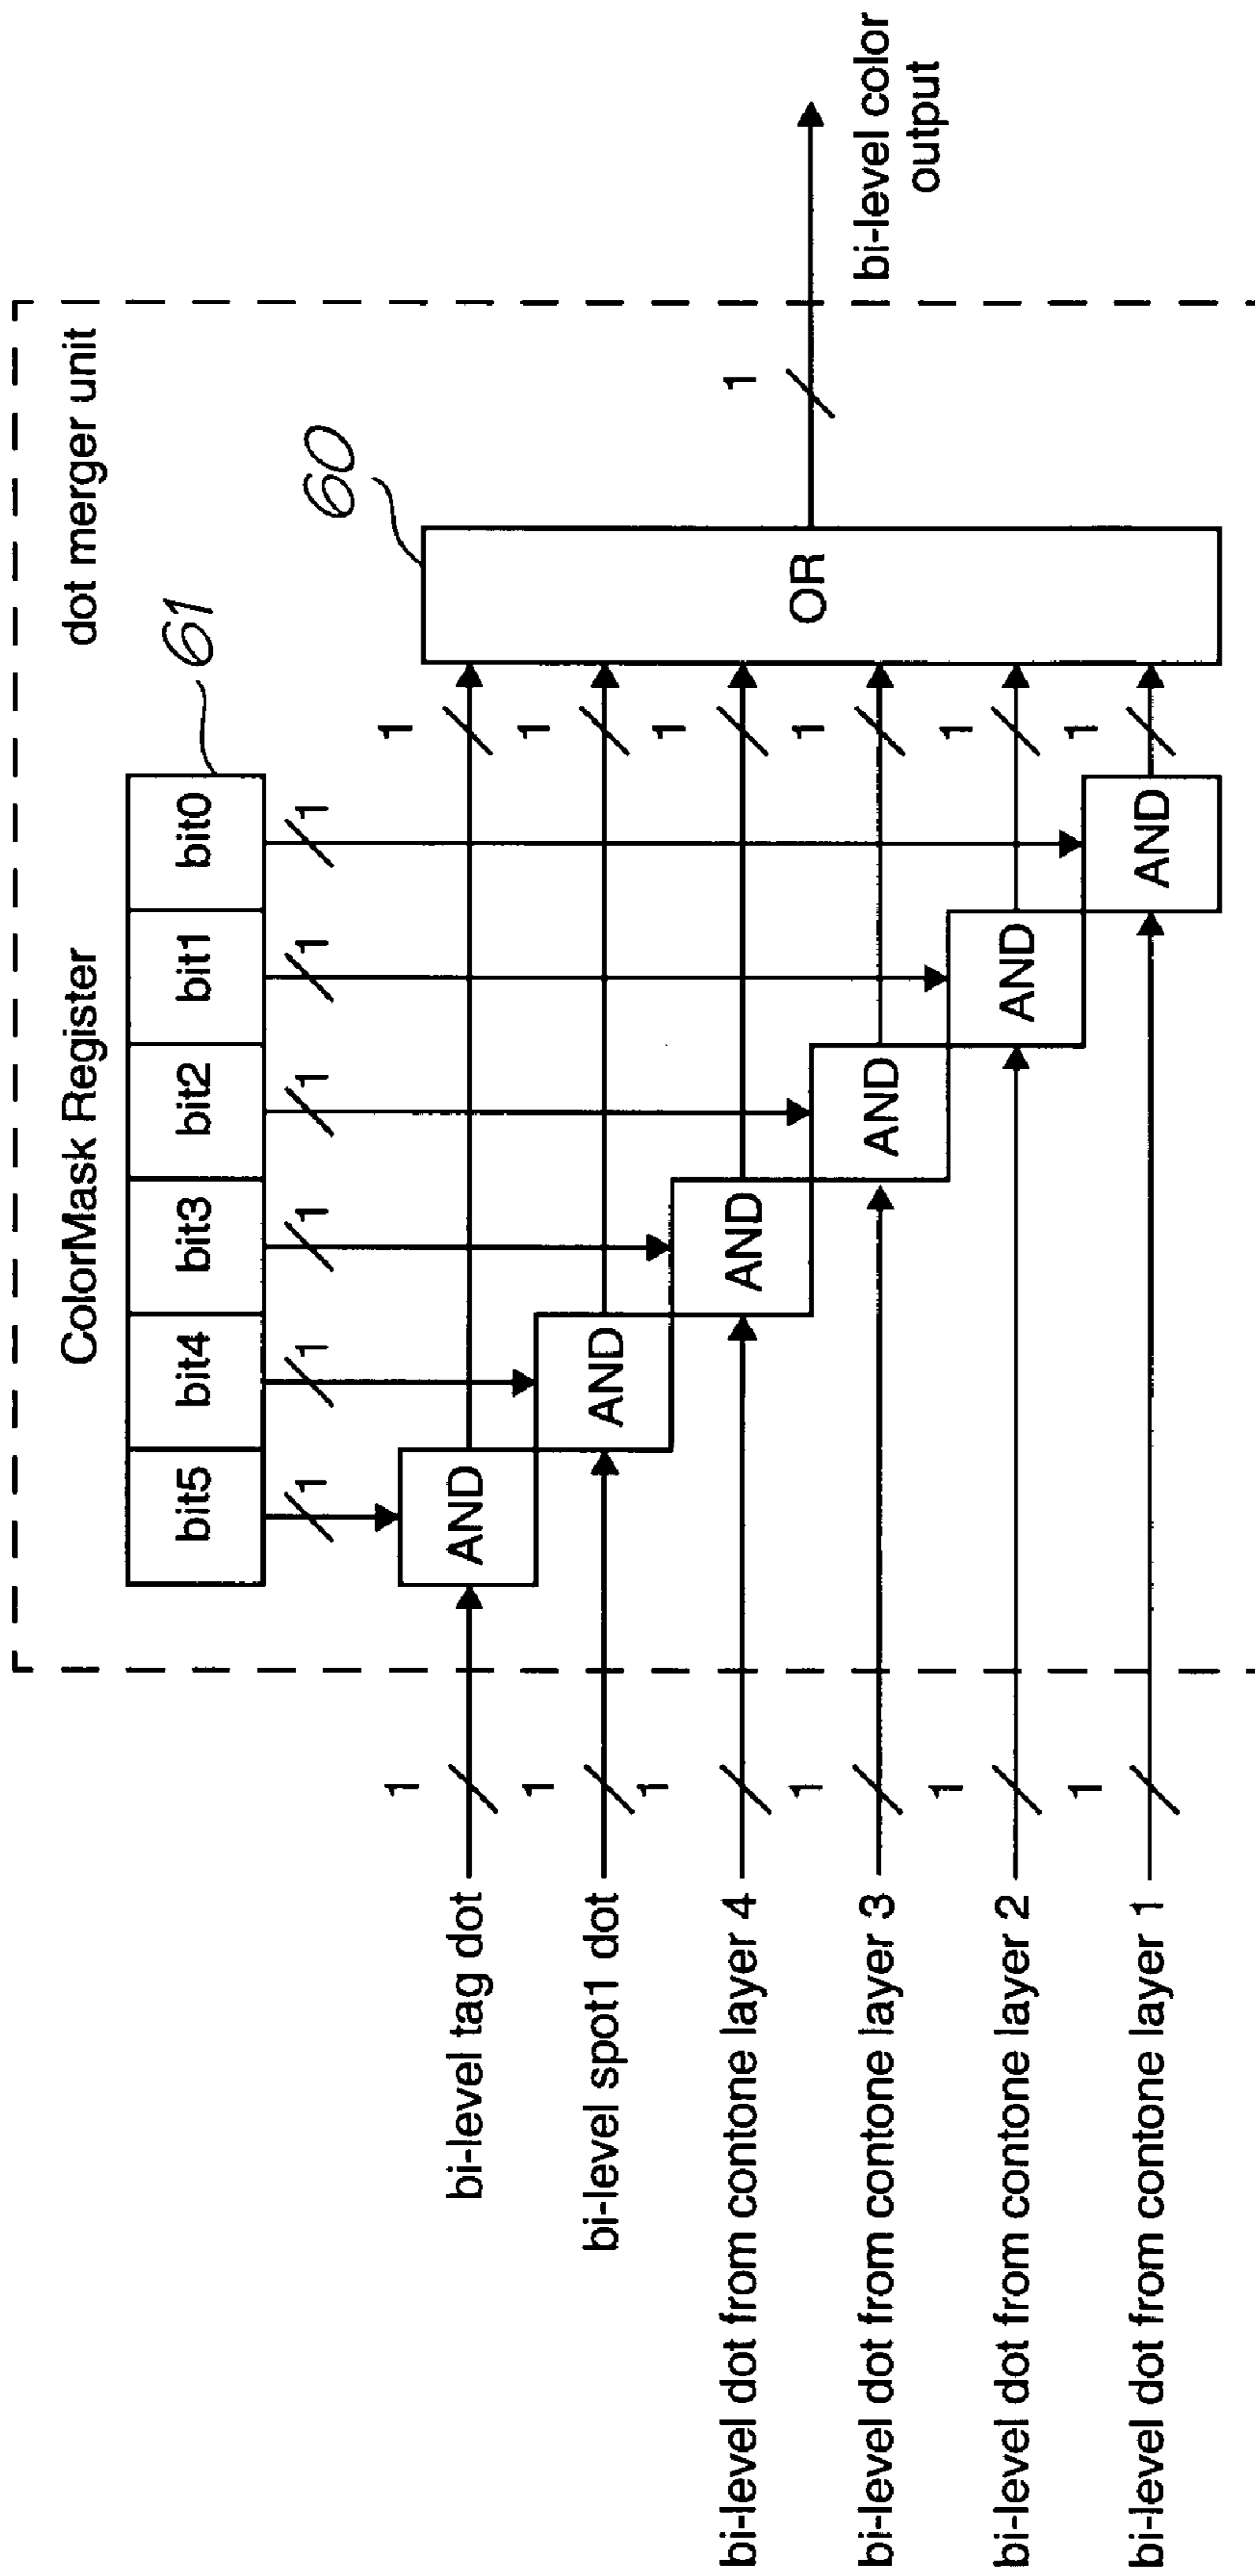 dot merger unit
ColorMask Register
61
bit5 bit4 bit3 bit2 bit1 bit0
1 1 1 1 1 1
60
bi-level tag dot
1
AND
1
bi-level spot1 dot
1
AND
1
bi-level dot from contone layer 4
1
AND
1
bi-level dot from contone layer 3
1
AND
1
bi-level dot from contone layer 2
1
AND
1
bi-level dot from contone layer 1
1
AND
1
OR
1
bi-level color
output